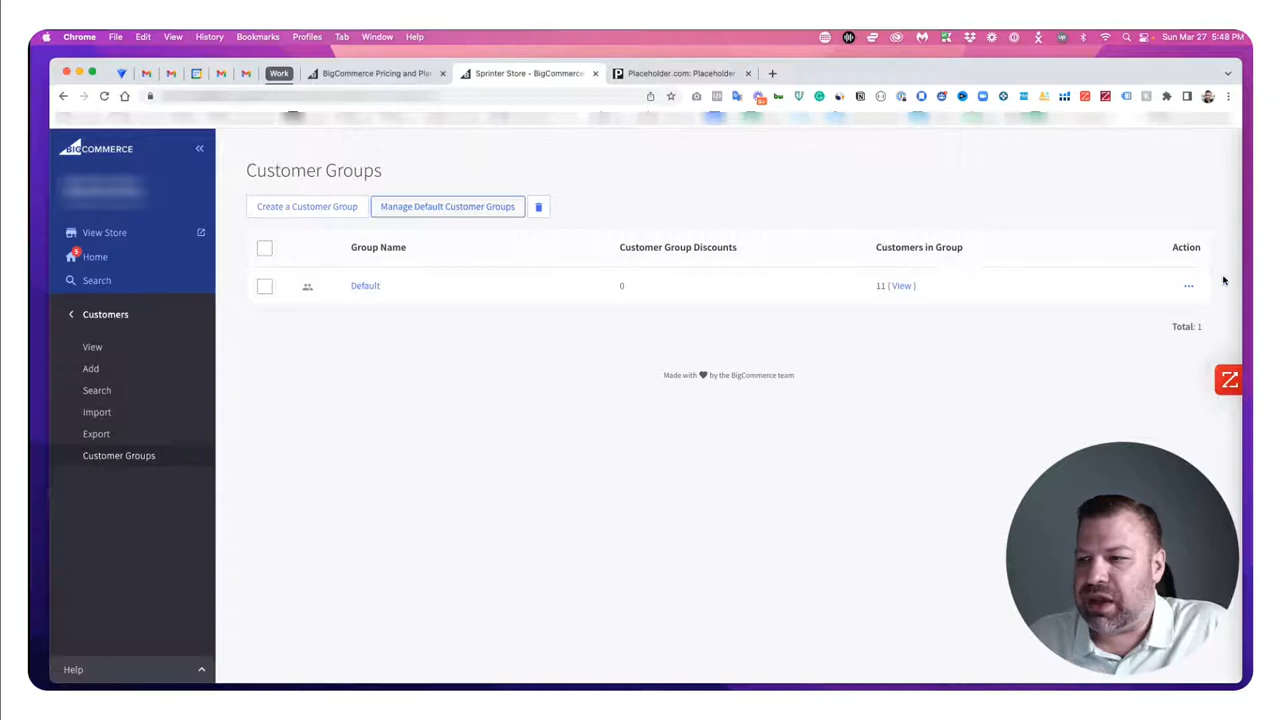 Chrome File Edit View History Bookmarks Profiles Tab Window Help Sun Mar 27 5:48 PM
Work BigCommerce Pricing and Pla Sprinter Store - BigCommerce Placeholder.com: Placeholder
BIGCOMMERCE
View Store
5
Home
Search
Customers
View
Add
Search
Import
Export
Customer Groups
Help
Customer Groups
Create a Customer Group Manage Default Customer Groups
Group Name Customer Group Discounts Customers in Group Action
Default 0 11 ( View ) ...
Total: 1
Made with ❤ by the BigCommerce team